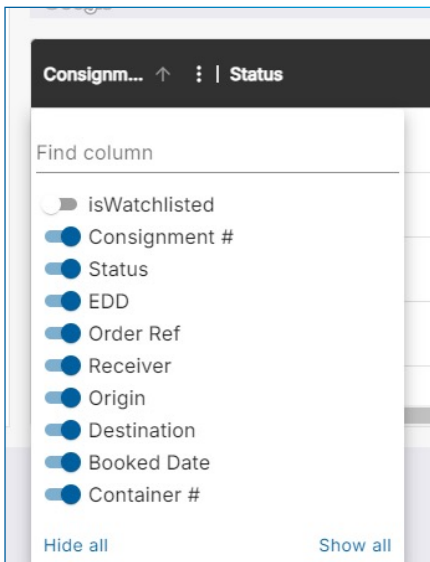 Consignm... ↑ ⋮ | Status
Find column
isWatchlisted
Consignment #
Status
EDD
Order Ref
Receiver
Origin
Destination
Booked Date
Container #
Hide all Show all